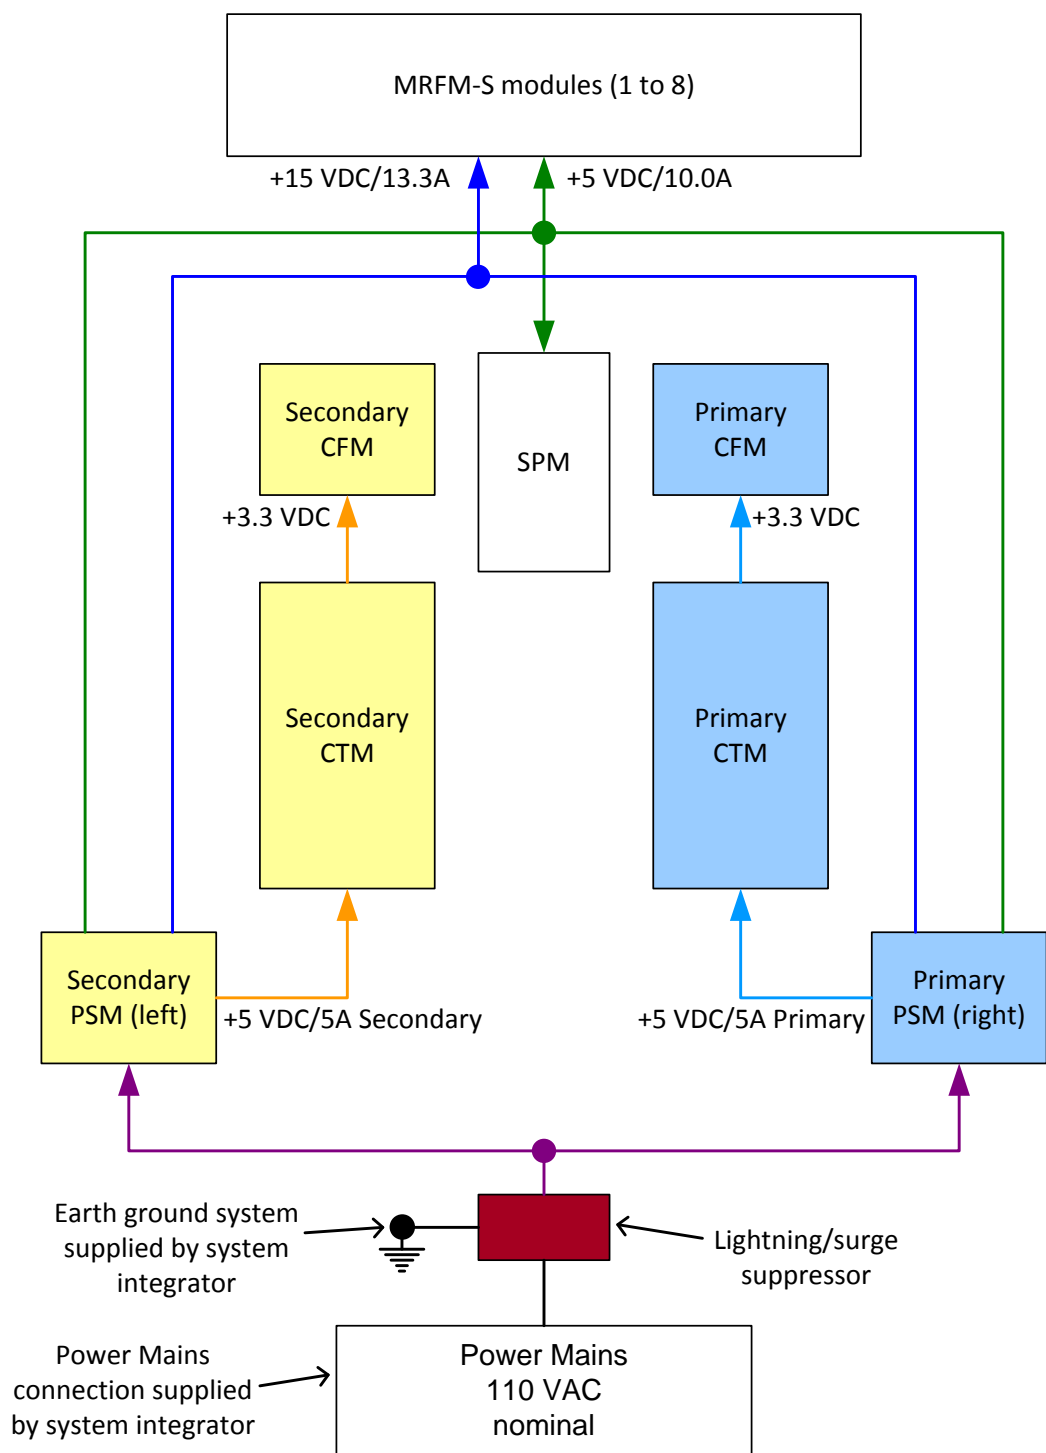 MRFM-S modules (1 to 8)
+15 VDC/13.3A
+5 VDC/10.0A
Secondary
CFM
SPM
Primary
CFM
+3.3 VDC
+3.3 VDC
Secondary
CTM
Primary
CTM
Secondary
PSM (left)
+5 VDC/5A Secondary
+5 VDC/5A Primary
Primary
PSM (right)
Earth ground system
supplied by system
integrator
Lightning/surge
suppressor
Power Mains
connection supplied
by system integrator
Power Mains
110 VAC
nominal